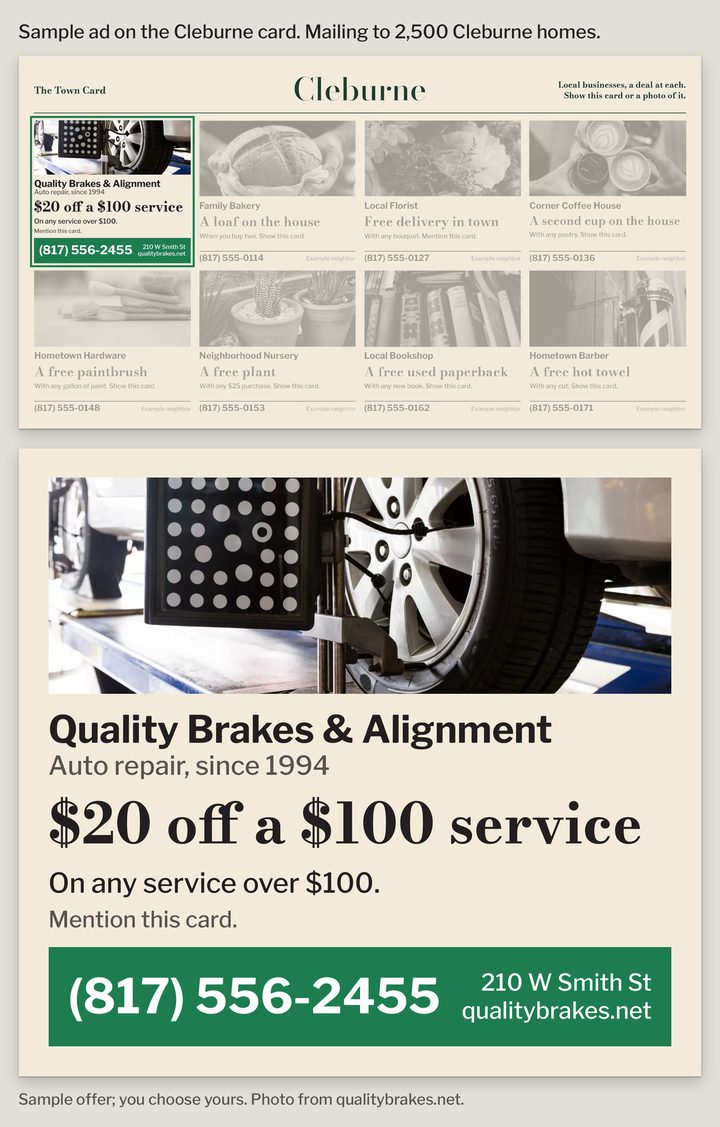 Sample ad on the Cleburne card. Mailing to 2,500 Cleburne homes.
The Town Card
Cleburne
Local businesses, a deal at each.
Show this card or a photo of it.
Quality Brakes & Alignment
Auto repair, since 1994
$20 off a $100 service
On any service over $100.
Mention this card.
(817) 556-2455
210 W Smith St
qualitybrakes.net
Family Bakery
A loaf on the house
When you buy two. Show this card.
(817) 555-0114
Example neighbor
Local Florist
Free delivery in town
With any bouquet. Mention this card.
(817) 555-0127
Example neighbor
Corner Coffee House
A second cup on the house
With any pastry. Show this card.
(817) 555-0136
Example neighbor
Hometown Hardware
A free paintbrush
With any gallon of paint. Show this card.
(817) 555-0148
Example neighbor
Neighborhood Nursery
A free plant
With any $25 purchase. Show this card.
(817) 555-0153
Example neighbor
Local Bookshop
A free used paperback
With any new book. Show this card.
(817) 555-0162
Example neighbor
Hometown Barber
A free hot towel
With any cut. Show this card.
(817) 555-0171
Example neighbor
Quality Brakes & Alignment
Auto repair, since 1994
$20 off a $100 service
On any service over $100.
Mention this card.
(817) 556-2455
210 W Smith St
qualitybrakes.net
Sample offer; you choose yours. Photo from qualitybrakes.net.